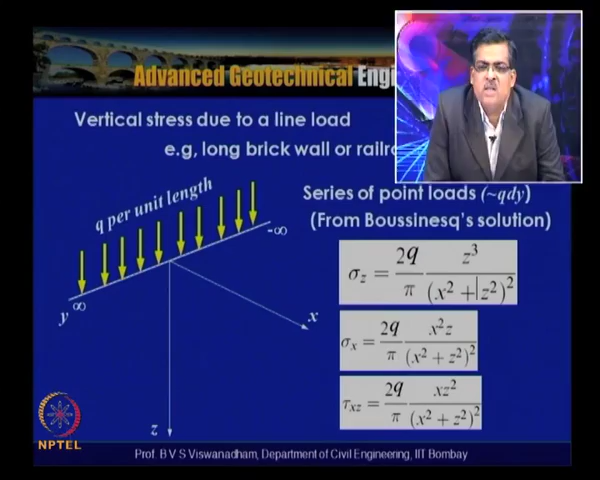 Advanced Geotechnical
Vertical stress due to a line load
e.g, long brick wall or
q per unit length
Series of point loads (~qdy)
(From Boussinesq's solution)
-∞
y ∞
x
z
σz = 2q/π z³/(x² + z²)²
σx = 2q/π x²z/(x² + z²)²
τxz = 2q/π xz²/(x² + z²)²
NPTEL
Prof. B V S Viswanadham, Department of Civil Engineering, IIT Bombay